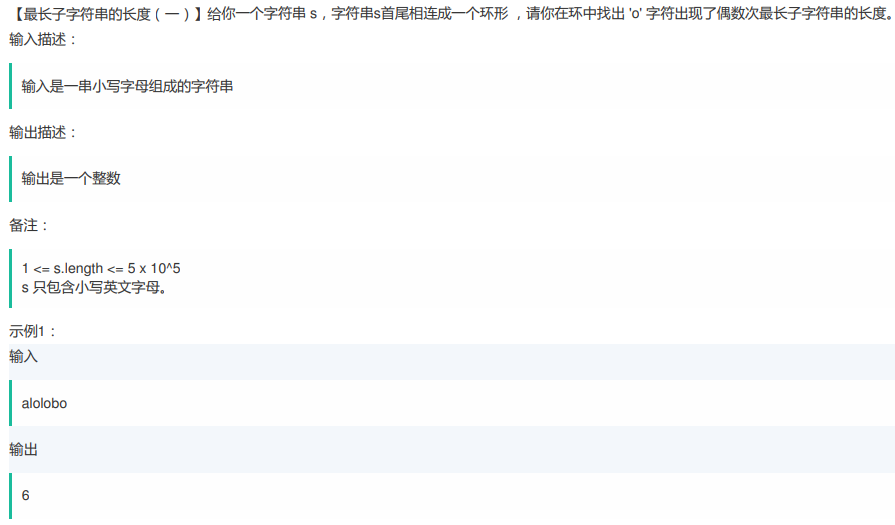 【最长子字符串的长度（一）】给你一个字符串 s，字符串s首尾相连成一个环形 ，请你在环中找出 'o' 字符出现了偶数次最长子字符串的长度。
输入描述：
输入是一串小写字母组成的字符串
输出描述：
输出是一个整数
备注：
1 <= s.length <= 5 x 10^5
s 只包含小写英文字母。
示例1：
输入
alolobo
输出
6